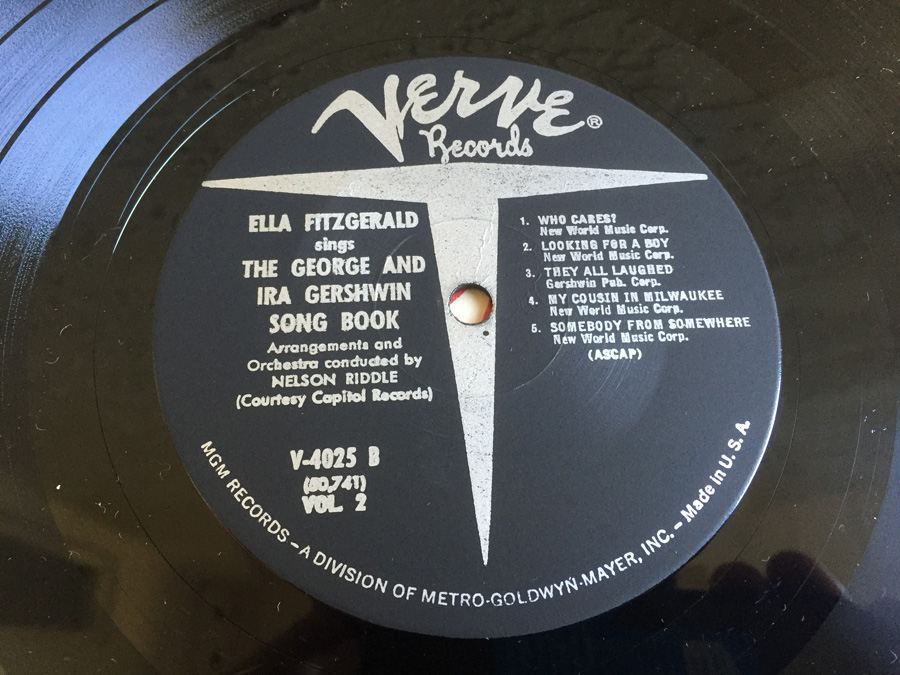 VERVE®
Records
ELLA FITZGERALD
sings
THE GEORGE AND
IRA GERSHWIN
SONG BOOK
Arrangements and
Orchestra conducted by
NELSON RIDDLE
(Courtesy Capitol Records)
V-4025 B
(50,741)
VOL. 2
1. WHO CARES?
New World Music Corp.
2. LOOKING FOR A BOY
New World Music Corp.
3. THEY ALL LAUGHED
Gershwin Pub. Corp.
4. MY COUSIN IN MILWAUKEE
New World Music Corp.
5. SOMEBODY FROM SOMEWHERE
New World Music Corp.
(ASCAP)
MGM RECORDS – A DIVISION OF METRO-GOLDWYN-MAYER, INC. – Made in U. S. A.